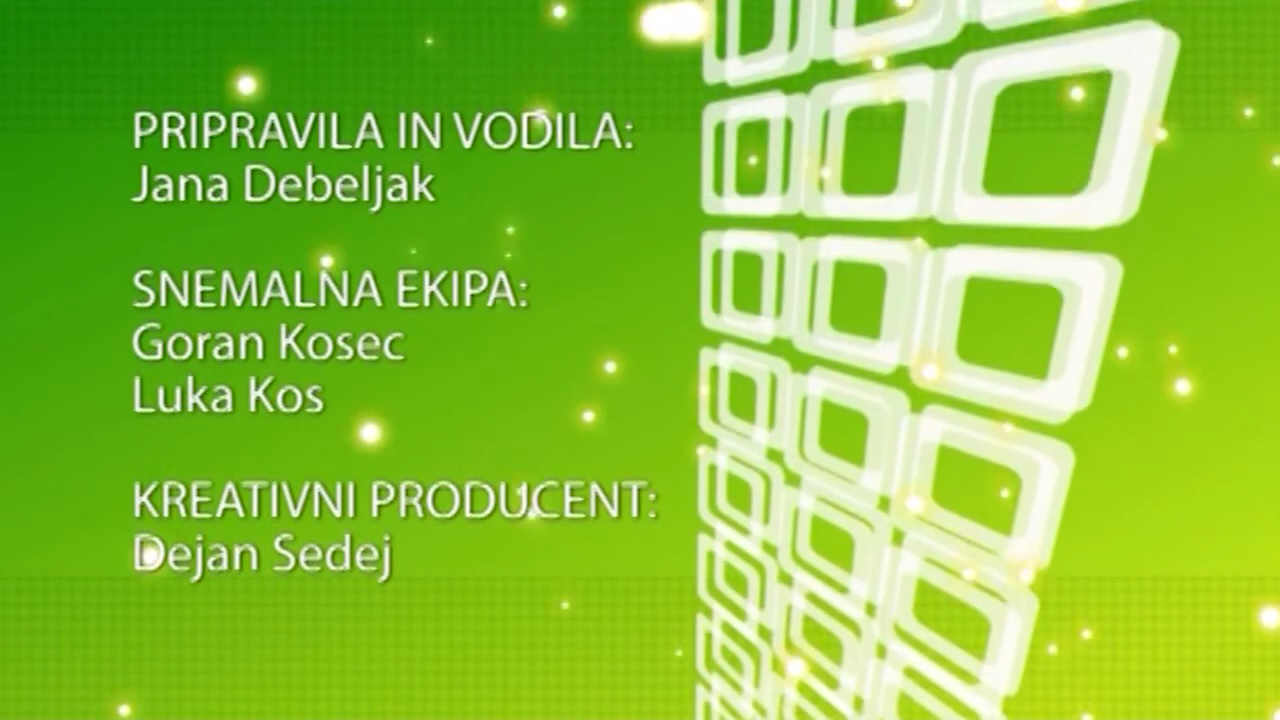 PRIPRAVILA IN VODILA:
Jana Debeljak
SNEMALNA EKIPA:
Goran Kosec
Luka Kos
KREATIVNI PRODUCENT:
Dejan Sedej